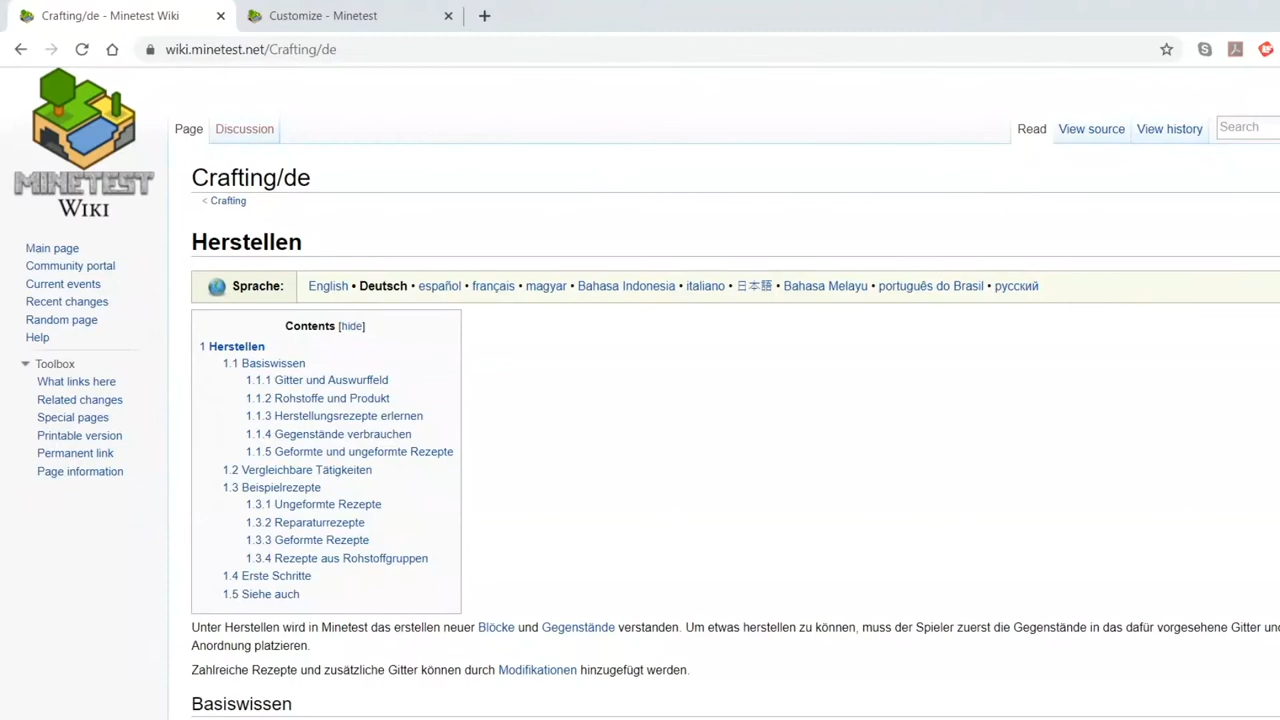 Crafting/de - Minetest Wiki
Customize - Minetest
wiki.minetest.net/Crafting/de
MINETEST
WIKI
Page
Discussion
Read
View source
View history
Search
Main page
Community portal
Current events
Recent changes
Random page
Help
Toolbox
What links here
Related changes
Special pages
Printable version
Permanent link
Page information
Crafting/de
< Crafting
Herstellen
Sprache: English • Deutsch • español • français • magyar • Bahasa Indonesia • italiano • 日本語 • Bahasa Melayu • português do Brasil • русский
Contents [hide]
1 Herstellen
1.1 Basiswissen
1.1.1 Gitter und Auswurffeld
1.1.2 Rohstoffe und Produkt
1.1.3 Herstellungsrezepte erlernen
1.1.4 Gegenstände verbrauchen
1.1.5 Geformte und ungeformte Rezepte
1.2 Vergleichbare Tätigkeiten
1.3 Beispielrezepte
1.3.1 Ungeformte Rezepte
1.3.2 Reparaturrezepte
1.3.3 Geformte Rezepte
1.3.4 Rezepte aus Rohstoffgruppen
1.4 Erste Schritte
1.5 Siehe auch
Unter Herstellen wird in Minetest das erstellen neuer Blöcke und Gegenstände verstanden. Um etwas herstellen zu können, muss der Spieler zuerst die Gegenstände in das dafür vorgesehene Gitter und
Anordnung platzieren.
Zahlreiche Rezepte und zusätzliche Gitter können durch Modifikationen hinzugefügt werden.
Basiswissen